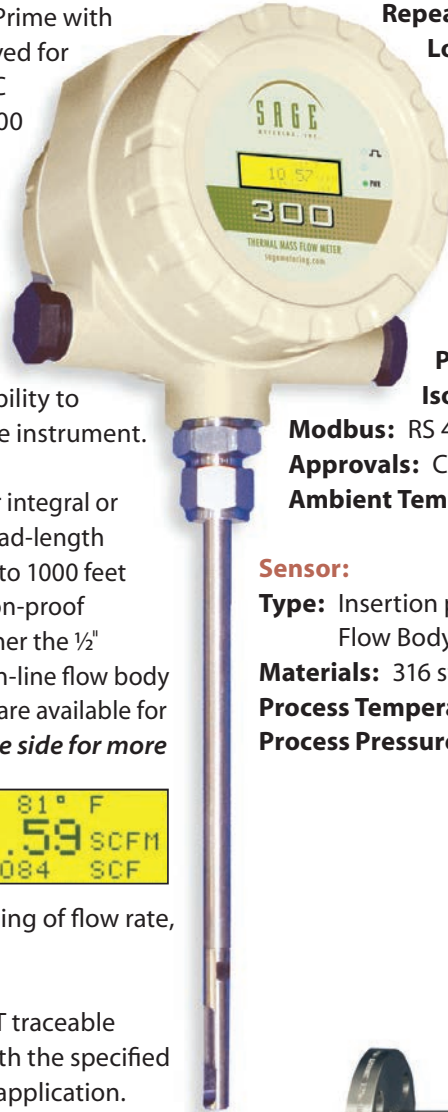 Prime with
Repea
Lo
00
SAGE
METERING, INC.
10.57
PWR
300
THERMAL MASS FLOW METER
sagemetering.com
P
Iso
bility to
e instrument.
Modbus: RS 4
Approvals: C
Ambient Tem
r integral or
ad-length
to 1000 feet
on-proof
her the ½"
n-line flow body
are available for
e side for more
Sensor:
Type: Insertion p
Flow Body
Materials: 316 s
Process Tempera
Process Pressure
81° F
.59 SCFM
084 SCF
ing of flow rate,
T traceable
th the specified
application.